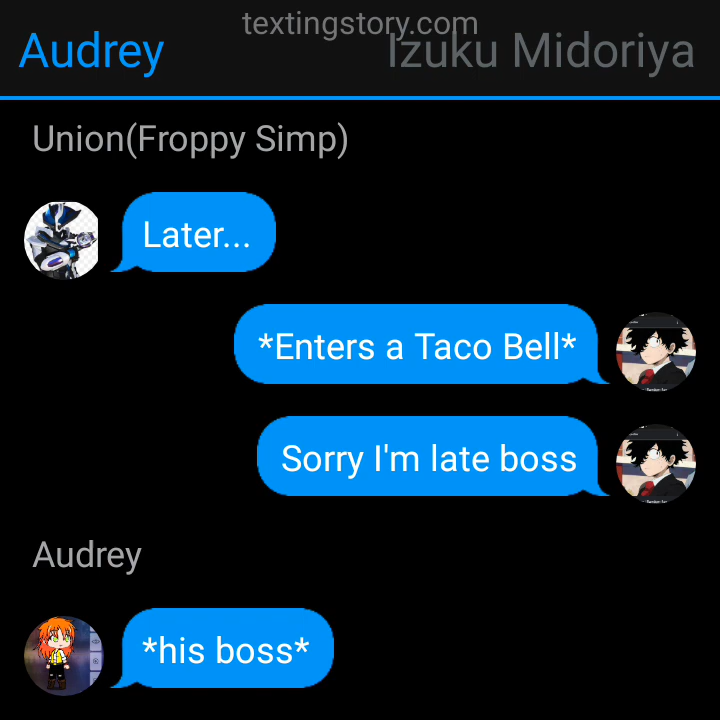 textingstory.com
Audrey
Izuku Midoriya
Union(Froppy Simp)
Later...
*Enters a Taco Bell*
Sorry I'm late boss
Audrey
*his boss*